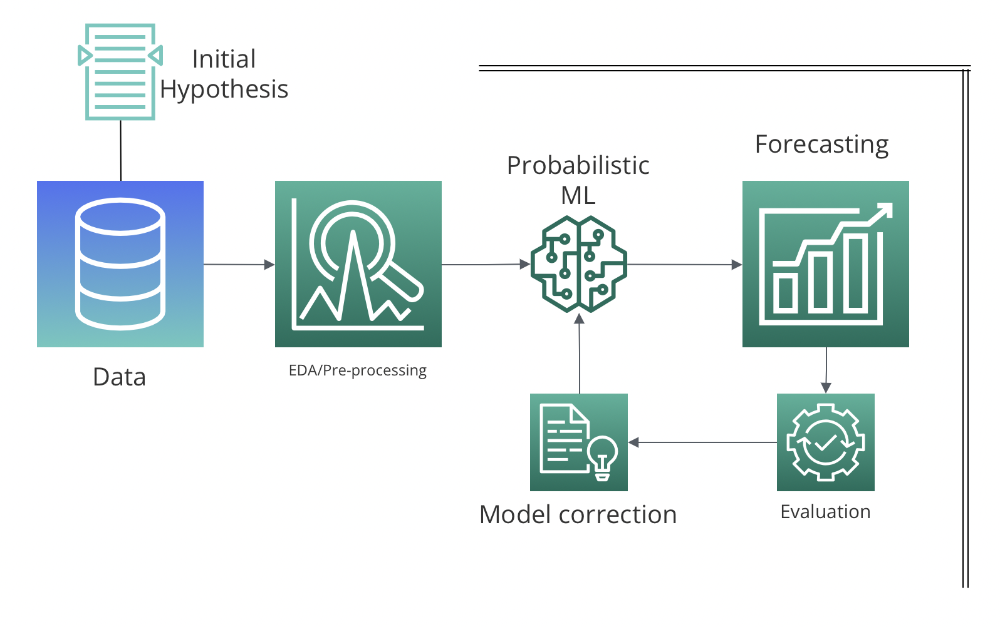 Initial
Hypothesis
Forecasting
Probabilistic
ML
Data
EDA/Pre-processing
Model correction
Evaluation